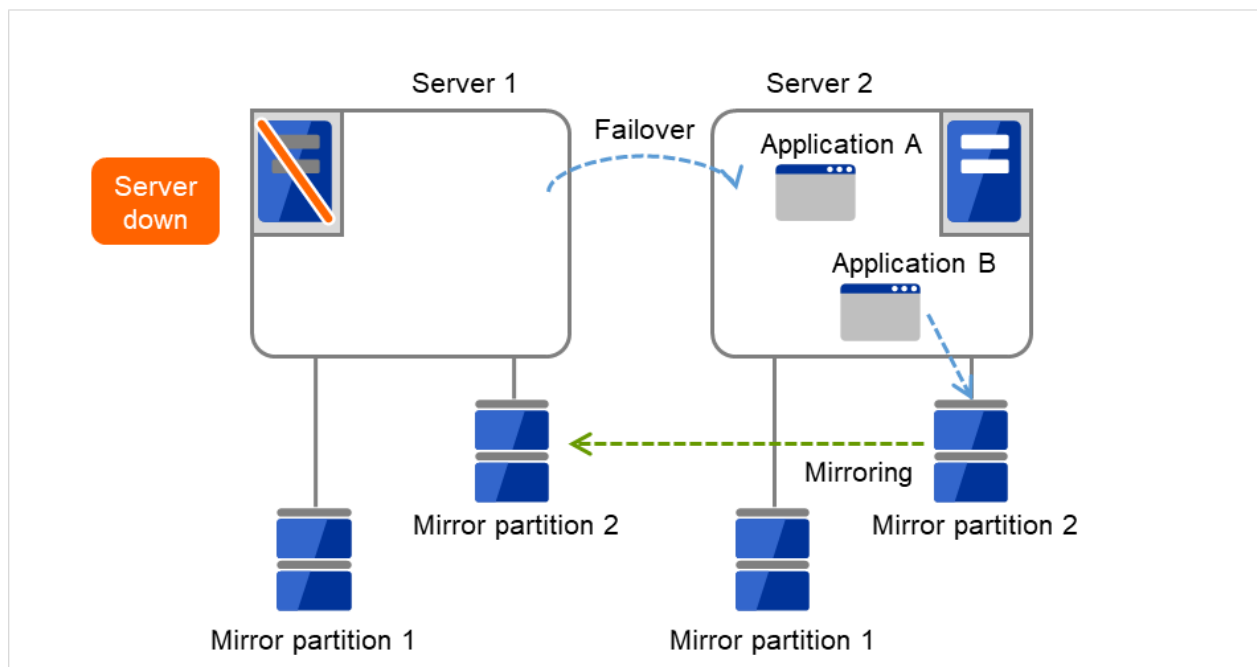 Server 1
Server 2
Failover
Application A
Server
down
Application B
Mirroring
Mirror partition 2
Mirror partition 2
Mirror partition 1
Mirror partition 1